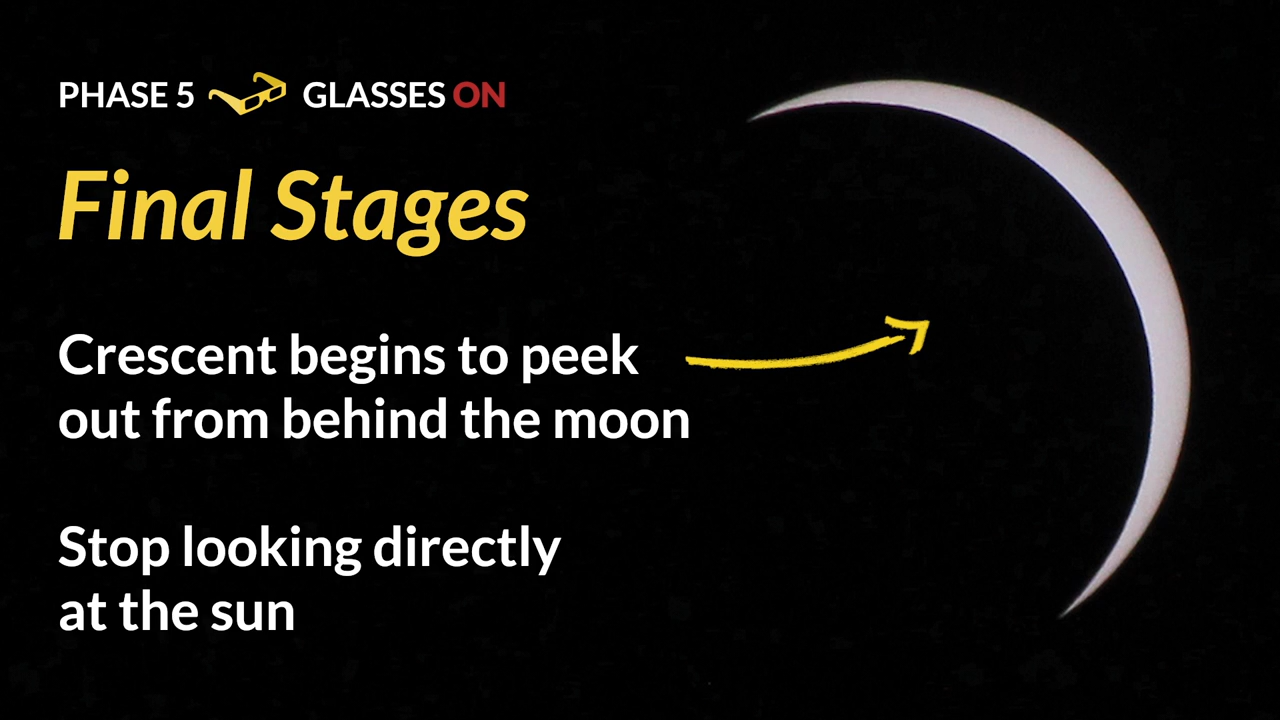 PHASE 5 GLASSES ON
Final Stages
Crescent begins to peek
out from behind the moon
Stop looking directly
at the sun